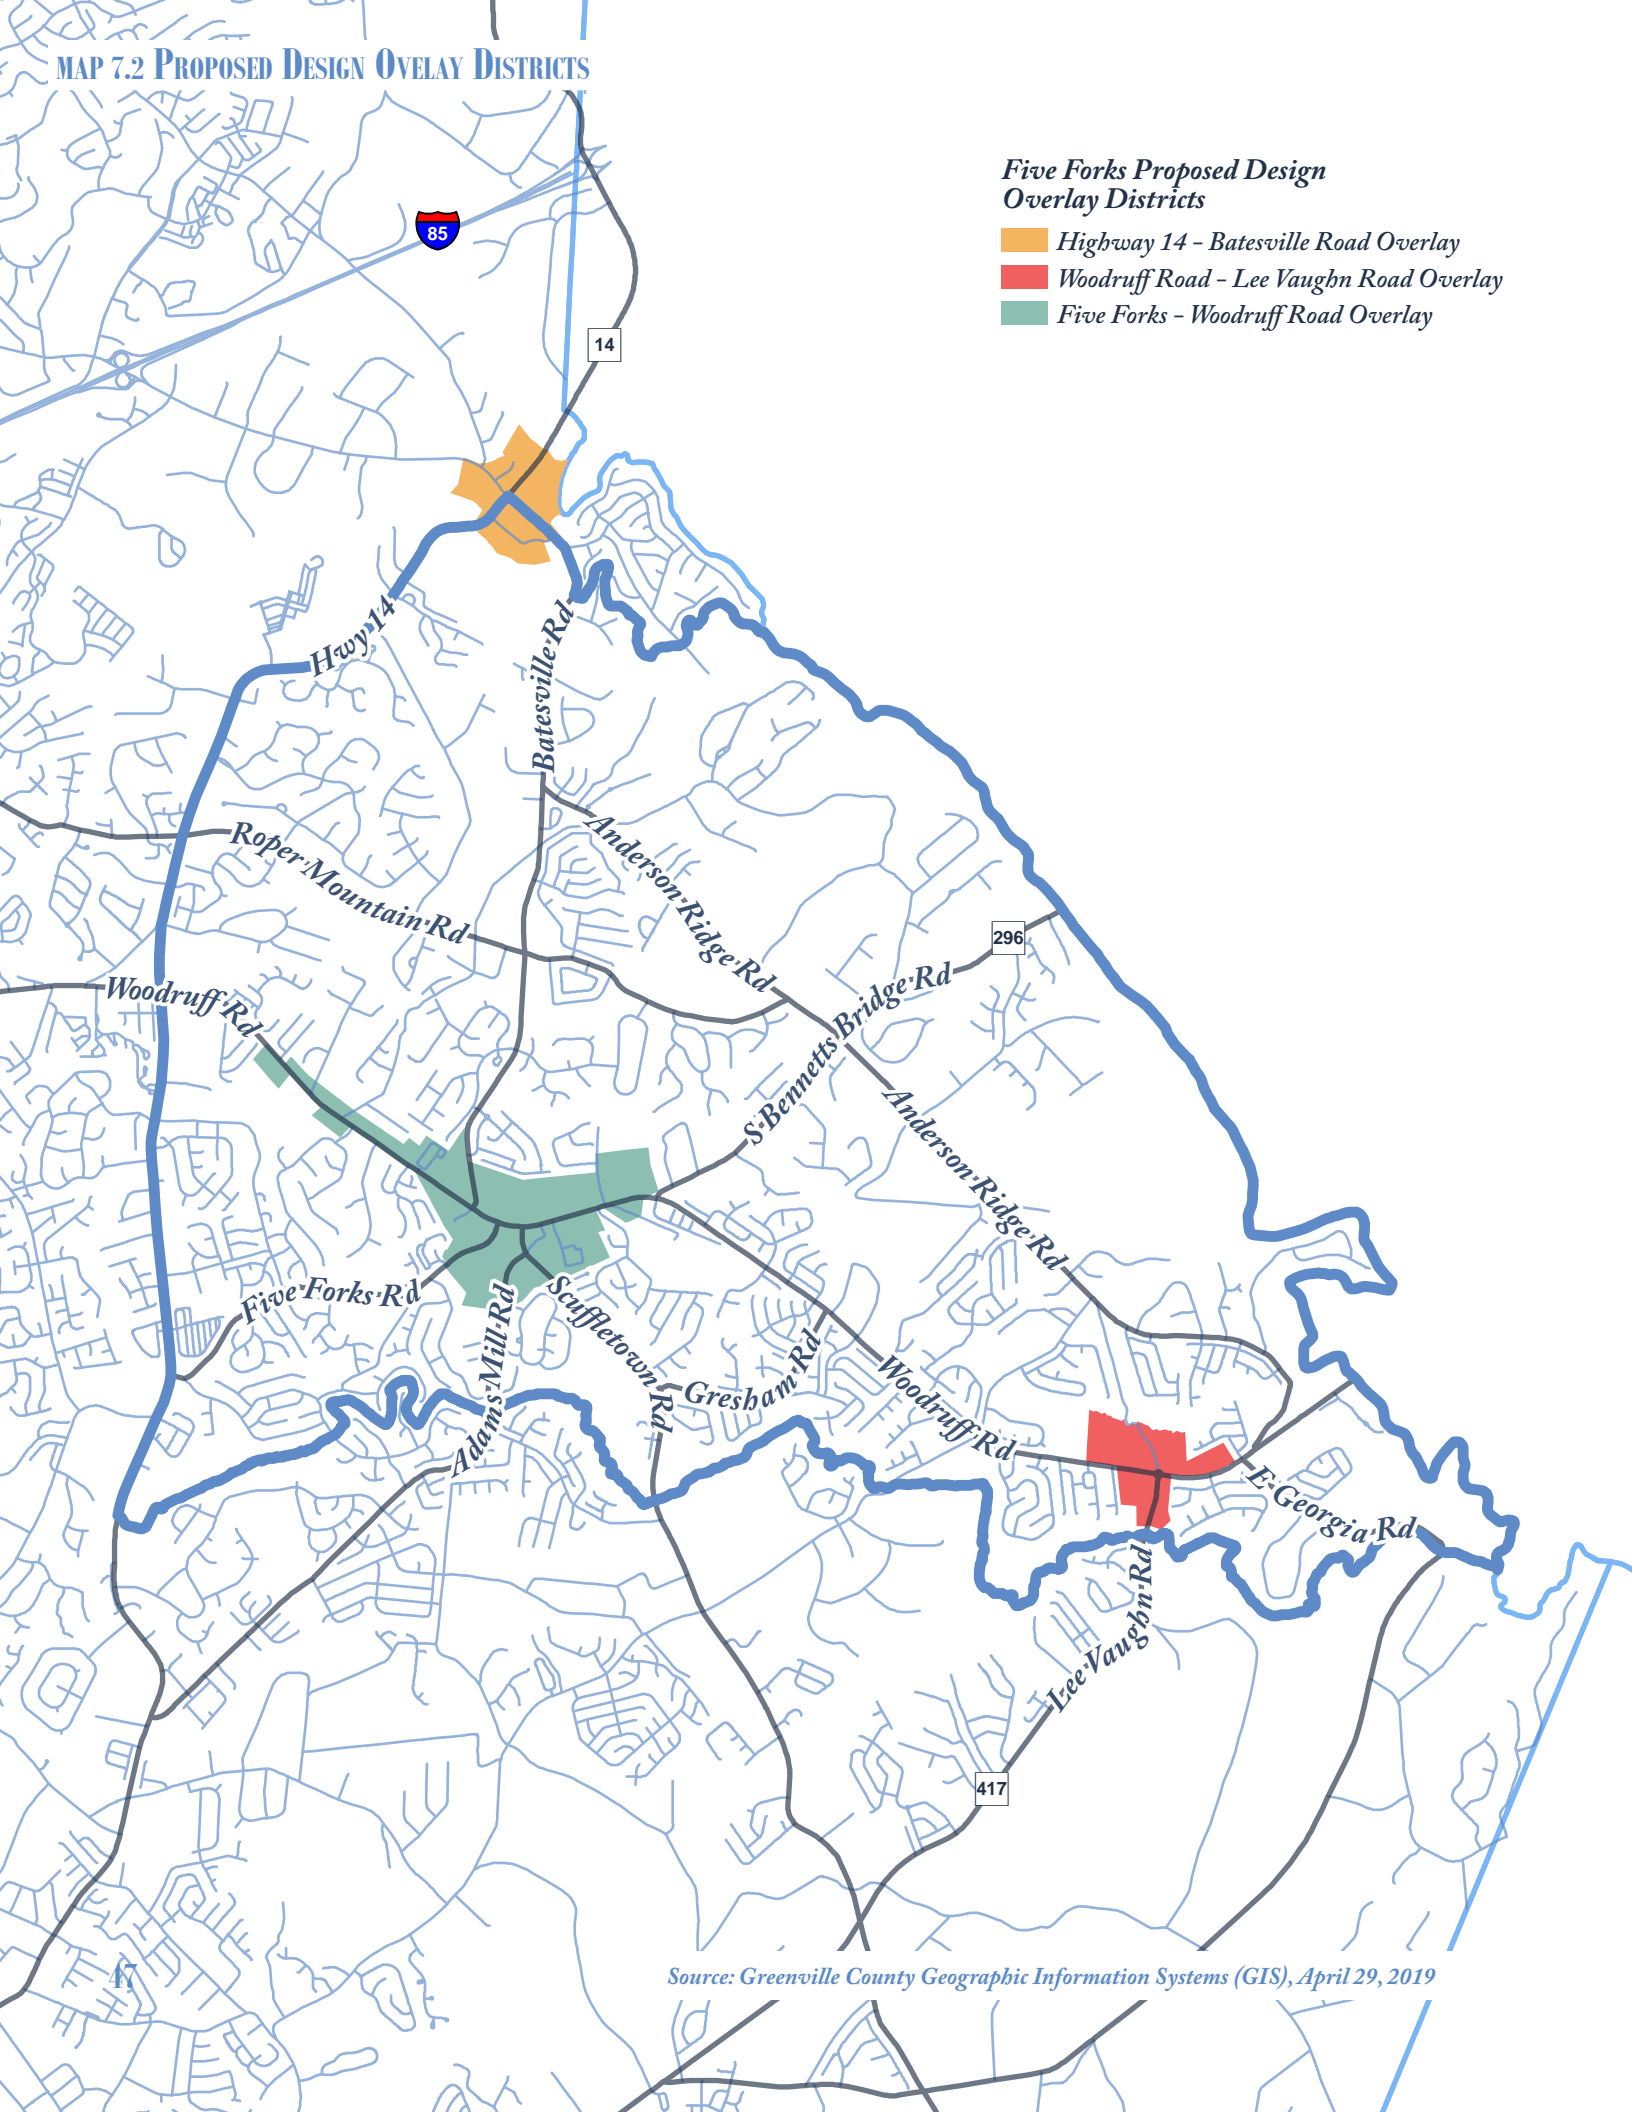 MAP 7.2 PROPOSED DESIGN OVELAY DISTRICTS
Five Forks Proposed Design
Overlay Districts
Highway 14 - Batesville Road Overlay
Woodruff Road - Lee Vaughn Road Overlay
Five Forks - Woodruff Road Overlay
85
14
Hwy 14
Batesville Rd
Roper Mountain Rd
Anderson Ridge Rd
296
Woodruff Rd
S Bennetts Bridge Rd
Anderson Ridge Rd
Five Forks Rd
Adams Mill Rd
Scuffletown Rd
Gresham Rd
Woodruff Rd
E Georgia Rd
Lee Vaughn Rd
417
47
Source: Greenville County Geographic Information Systems (GIS), April 29, 2019